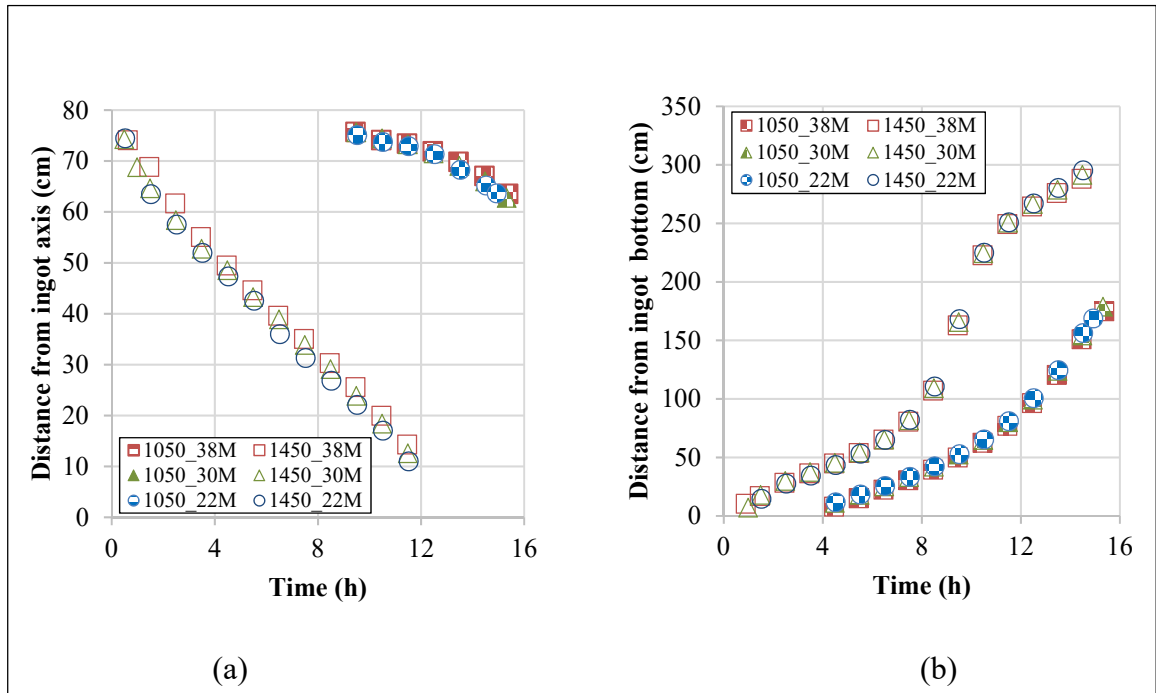 80
70
60
50
40
30
20
10
0
Distance from ingot axis (cm)
1050_38M 1450_38M
1050_30M 1450_30M
1050_22M 1450_22M
0 4 8 12 16
Time (h)
(a)
350
300
250
200
150
100
50
0
Distance from ingot bottom (cm)
1050_38M 1450_38M
1050_30M 1450_30M
1050_22M 1450_22M
0 4 8 12 16
Time (h)
(b)